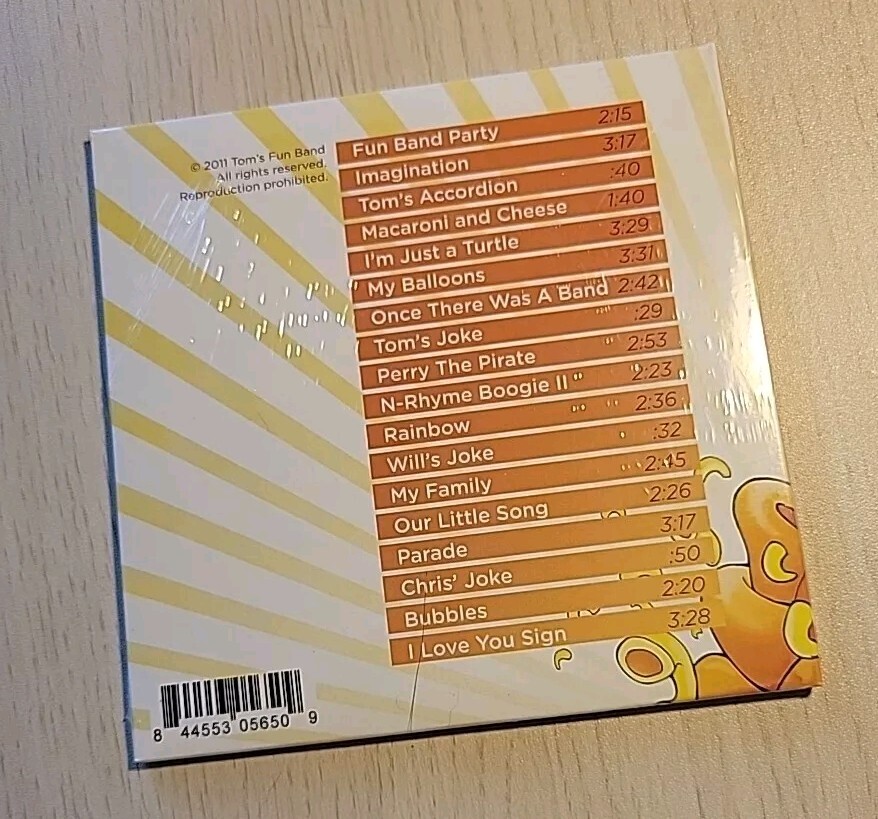 © 2011 Tom's Fun Band
All rights reserved.
Reproduction prohibited.
Fun Band Party 2:15
Imagination 3:17
Tom's Accordion :40
Macaroni and Cheese 1:40
I'm Just a Turtle 3:29
My Balloons 3:31
Once There Was A Band 2:42
Tom's Joke :29
Perry The Pirate 2:53
N-Rhyme Boogie II 2:23
Rainbow 2:36
Will's Joke :32
My Family 2:45
Our Little Song 2:26
Parade 3:17
Chris' Joke :50
Bubbles 2:20
I Love You Sign 3:28
8 44553 05650 9